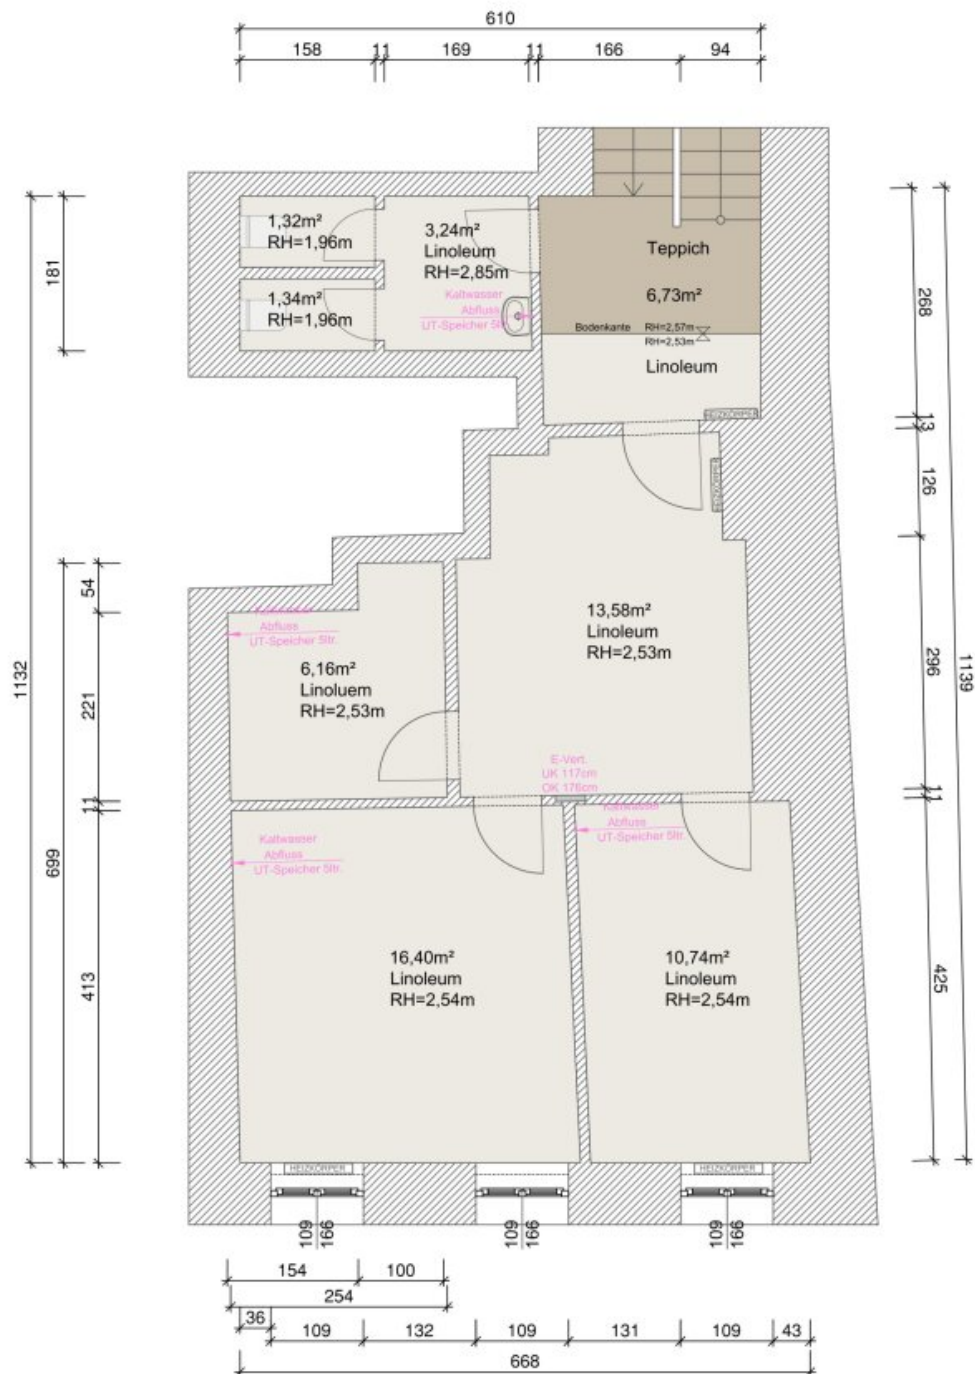 610
158
11
169
11
166
94
1,32m²
RH=1,96m
3,24m²
Linoleum
RH=2,85m
Kaltwasser
Abfluss
UT-Speicher 5ltr.
1,34m²
RH=1,96m
Teppich
6,73m²
Bodenkante RH=2,57m
RH=2,53m
Linoleum
HEIZKÖRPER
HEIZKÖRPER
181
1132
268
13
126
296
1139
11
425
54
221
11
699
413
13,58m²
Linoleum
RH=2,53m
Abfluss
UT-Speicher 5ltr.
6,16m²
Linoluem
RH=2,53m
E-Vert.
UK 117cm
OK 176cm
Kaltwasser
Abfluss
UT-Speicher 5ltr.
Kaltwasser
Abfluss
UT-Speicher 5ltr.
16,40m²
Linoleum
RH=2,54m
10,74m²
Linoleum
RH=2,54m
HEIZKÖRPER
HEIZKÖRPER
109
166
109
166
109
166
154
100
254
36
109
132
109
131
109
43
668